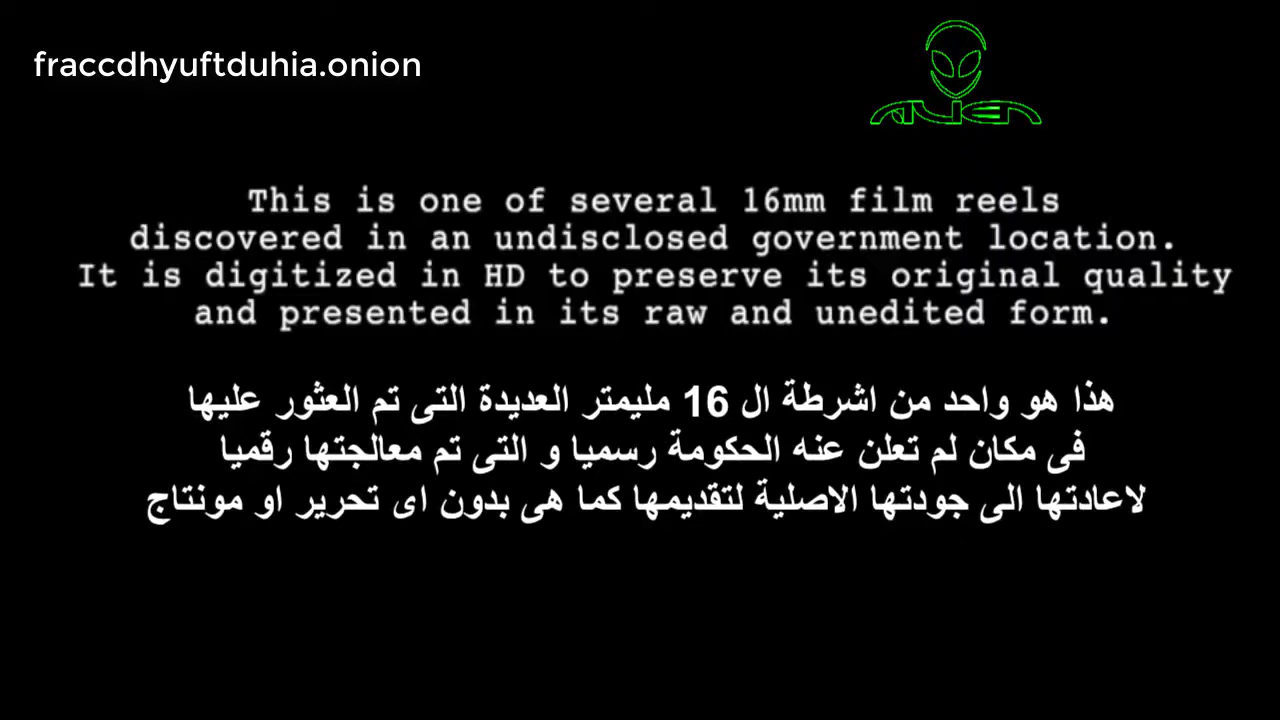 fraccdhyuftduhia.onion
ALIEN
This is one of several 16mm film reels
discovered in an undisclosed government location.
It is digitized in HD to preserve its original quality
and presented in its raw and unedited form.
هذا هو واحد من اشرطة ال 16 مليمتر العديدة التى تم العثور عليها
فى مكان لم تعلن عنه الحكومة رسميا و التى تم معالجتها رقميا
لاعادتها الى جودتها الاصلية لتقديمها كما هى بدون اى تحرير او مونتاج